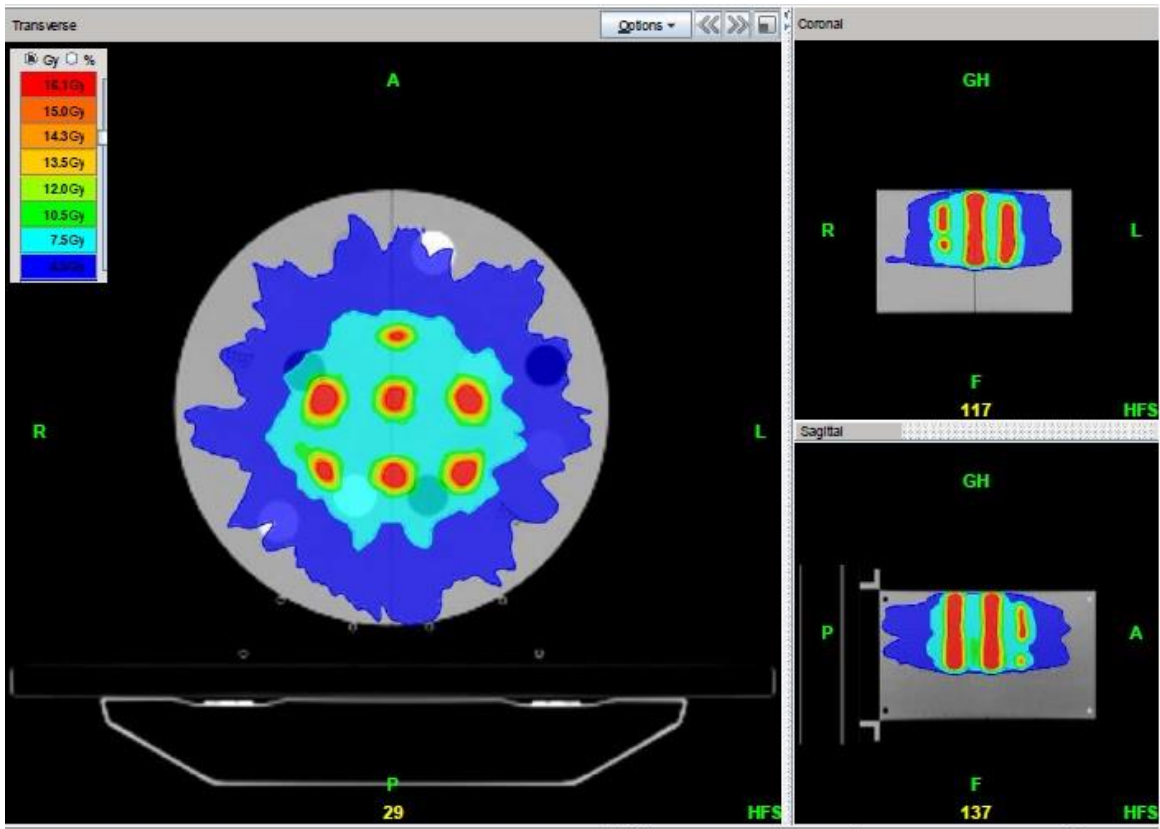 Transverse
Options
Gy %
16.1Gy
15.0Gy
14.3Gy
13.5Gy
12.0Gy
10.5Gy
7.5Gy
A
R
L
P
29
HFS
Coronal
GH
R
L
F
117
HFS
Sagittal
GH
P
A
F
137
HFS